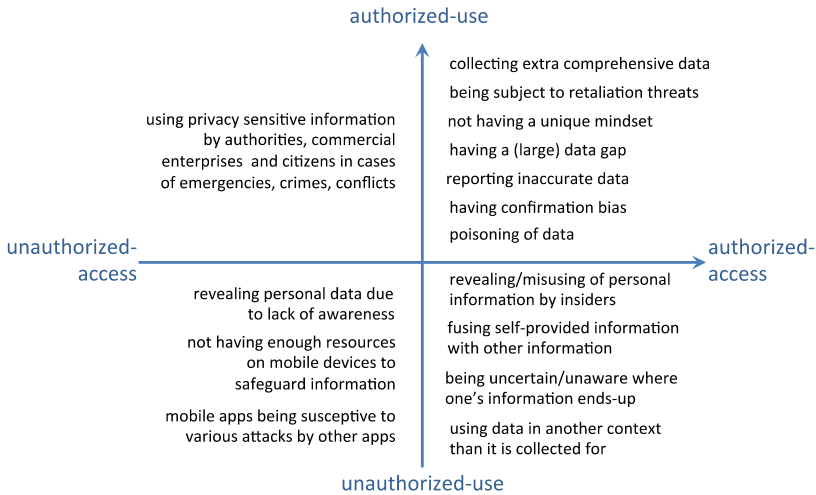 authorized-use
collecting extra comprehensive data
being subject to retaliation threats
not having a unique mindset
having a (large) data gap
reporting inaccurate data
having confirmation bias
poisoning of data
using privacy sensitive information
by authorities, commercial
enterprises and citizens in cases
of emergencies, crimes, conflicts
unauthorized-
access
authorized-
access
revealing personal data due
to lack of awareness
not having enough resources
on mobile devices to
safeguard information
mobile apps being susceptive to
various attacks by other apps
revealing/misusing of personal
information by insiders
fusing self-provided information
with other information
being uncertain/unaware where
one's information ends-up
using data in another context
than it is collected for
unauthorized-use